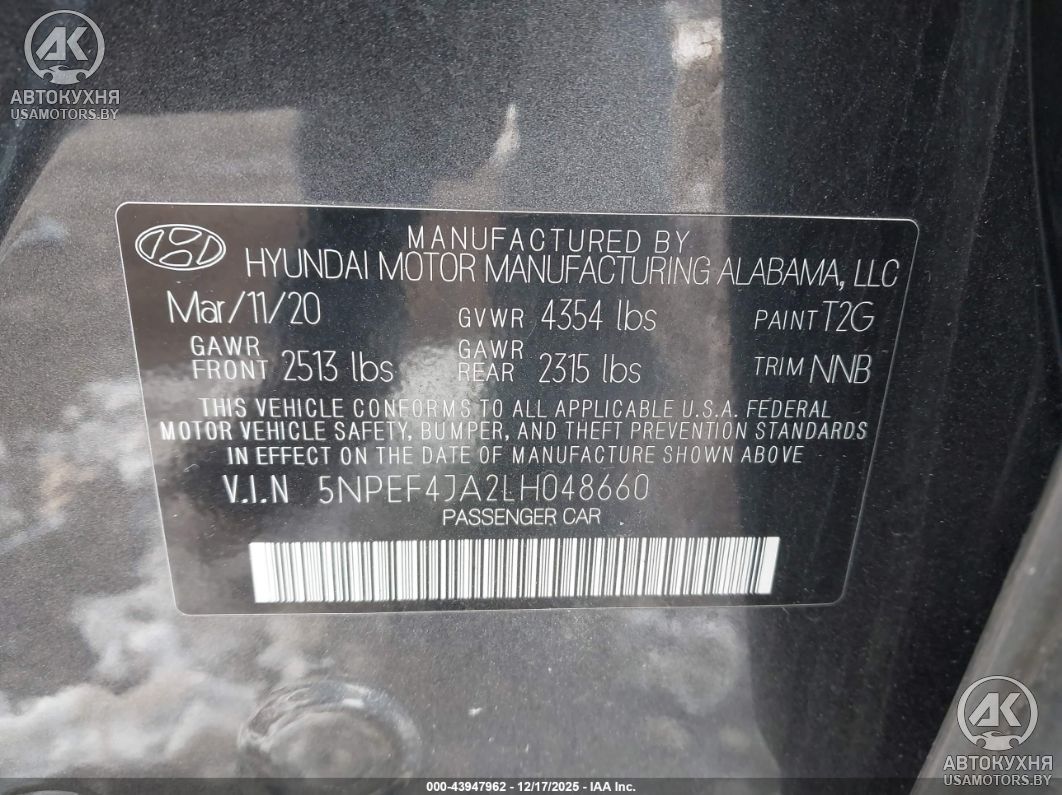 AK
АВТОКУХНЯ
USAMOTORS.BY
MANUFACTURED BY
HYUNDAI MOTOR MANUFACTURING ALABAMA, LLC
Mar/11/20 GVWR 4354 lbs PAINT T2G
GAWR FRONT 2513 lbs GAWR REAR 2315 lbs TRIM NNB
THIS VEHICLE CONFORMS TO ALL APPLICABLE U.S.A. FEDERAL
MOTOR VEHICLE SAFETY, BUMPER, AND THEFT PREVENTION STANDARDS
IN EFFECT ON THE DATE OF MANUFACTURE SHOWN ABOVE
V.I.N 5NPEF4JA2LH048660
PASSENGER CAR
AK
АВТОКУХНЯ
USAMOTORS.BY
000-43947962 - 12/17/2025 - IAA Inc.